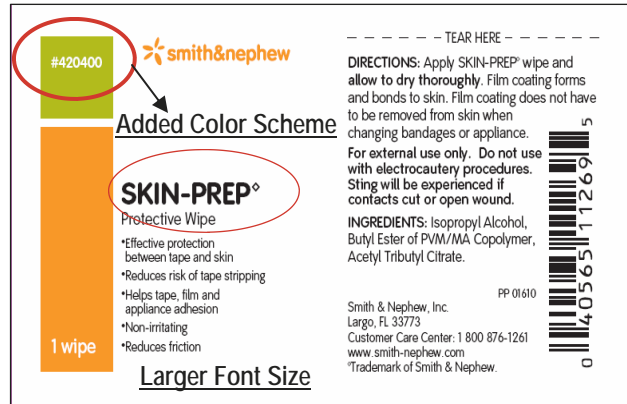 #420400
smith&nephew
Added Color Scheme
SKIN-PREP◊
Protective Wipe
•Effective protection
between tape and skin
•Reduces risk of tape stripping
•Helps tape, film and
appliance adhesion
•Non-irritating
•Reduces friction
1 wipe
Larger Font Size
TEAR HERE
DIRECTIONS: Apply SKIN-PREP◊ wipe and
allow to dry thoroughly. Film coating forms
and bonds to skin. Film coating does not have
to be removed from skin when
changing bandages or appliance.
For external use only. Do not use
with electrocautery procedures.
Sting will be experienced if
contacts cut or open wound.
INGREDIENTS: Isopropyl Alcohol,
Butyl Ester of PVM/MA Copolymer,
Acetyl Tributyl Citrate.
PP 01610
Smith & Nephew, Inc.
Largo, FL 33773
Customer Care Center: 1 800 876-1261
www.smith-nephew.com
◊Trademark of Smith & Nephew.
0 40565 11269 5